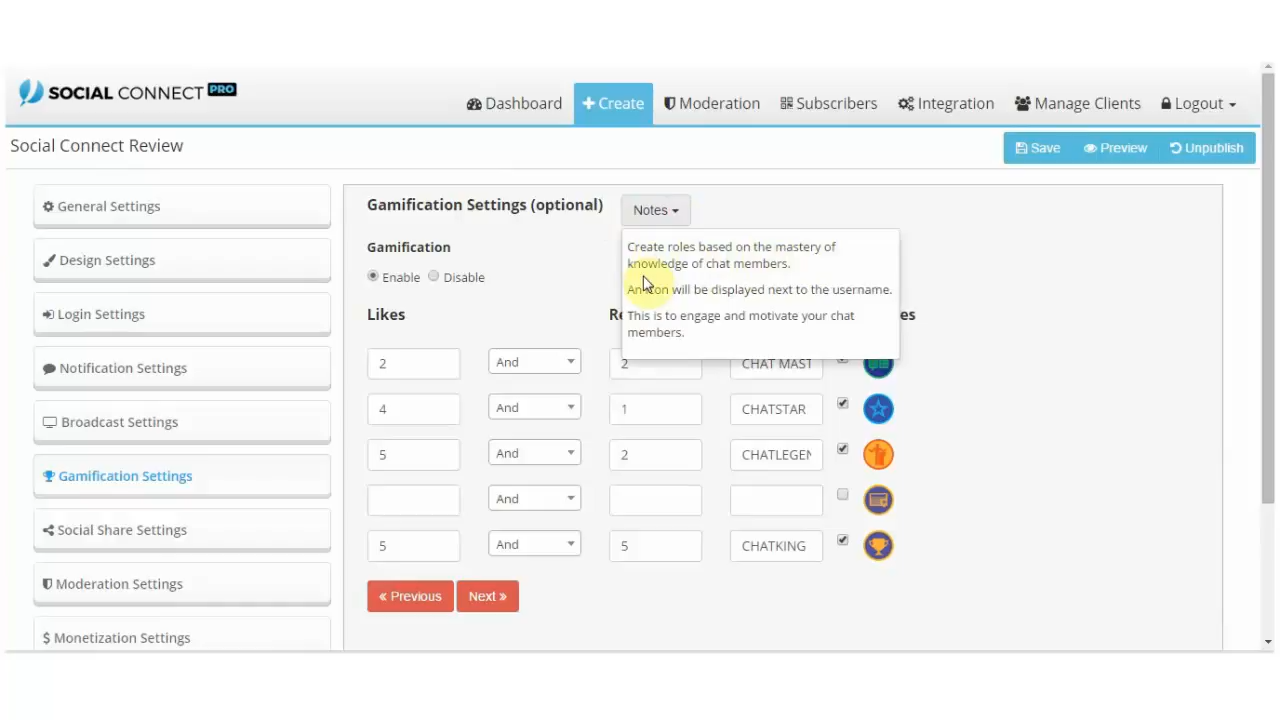 SOCIAL CONNECT PRO
Dashboard
Create
Moderation
Subscribers
Integration
Manage Clients
Logout
Social Connect Review
Save
Preview
Unpublish
General Settings
Design Settings
Login Settings
Notification Settings
Broadcast Settings
Gamification Settings
Social Share Settings
Moderation Settings
$ Monetization Settings
Gamification Settings (optional)
Notes
Create roles based on the mastery of
knowledge of chat members.
An icon will be displayed next to the username.
This is to engage and motivate your chat
members.
Gamification
Enable Disable
Likes
2 And 2 CHAT MAST
4 And 1 CHATSTAR
5 And 2 CHATLEGEN
And
5 And 5 CHATKING
« Previous
Next »